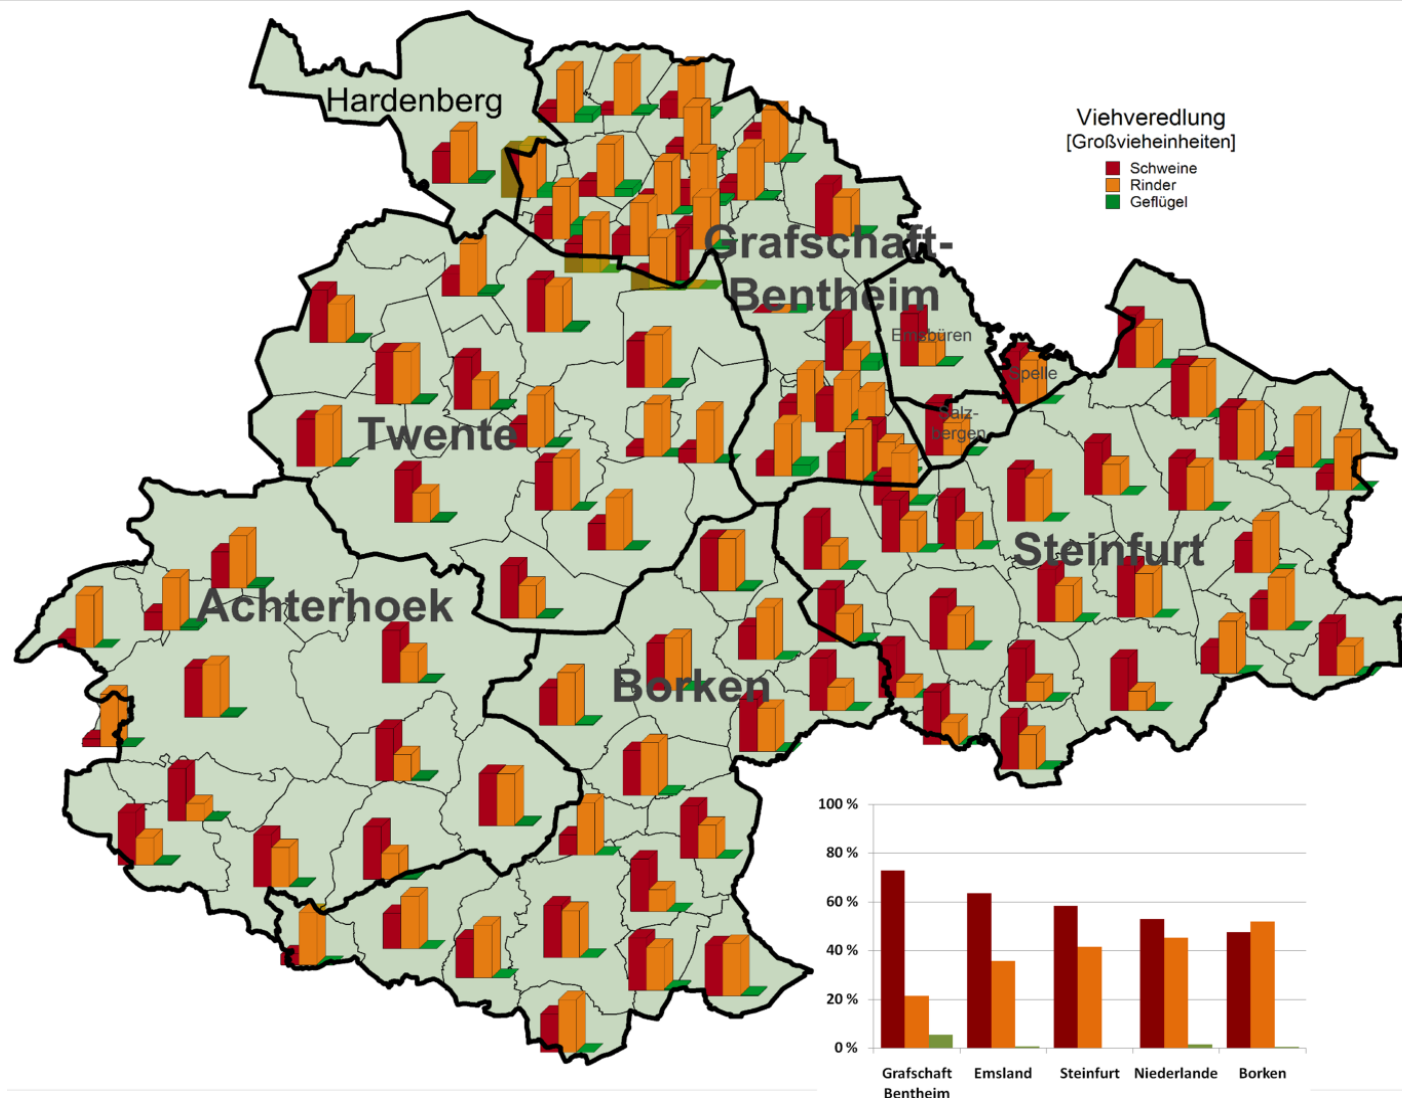 Hardenberg
Viehveredlung
[Großvieheinheiten]
Schweine
Rinder
Geflügel
Grafschaft-
Bentheim
Emsbüren
Spelle
Salz-
bergen
Twente
Steinfurt
Achterhoek
Borken
100 %
80 %
60 %
40 %
20 %
0 %
Grafschaft
Bentheim
Emsland
Steinfurt
Niederlande
Borken